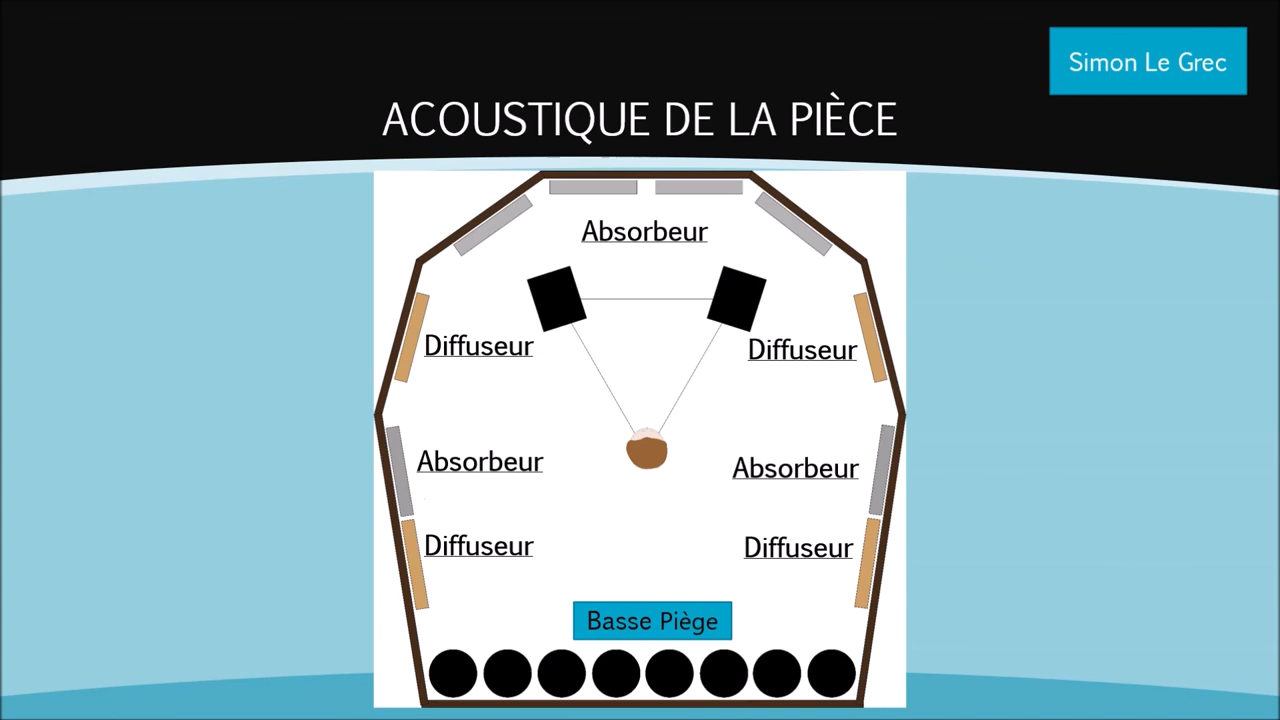 Simon Le Grec
ACOUSTIQUE DE LA PIÈCE
Absorbeur
Diffuseur
Diffuseur
Absorbeur
Absorbeur
Diffuseur
Diffuseur
Basse Piège